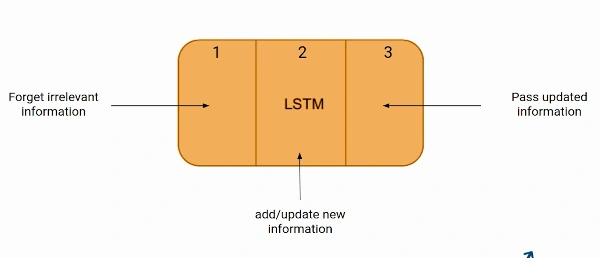 1
2
3
LSTM
Forget irrelevant
information
Pass updated
information
add/update new
information